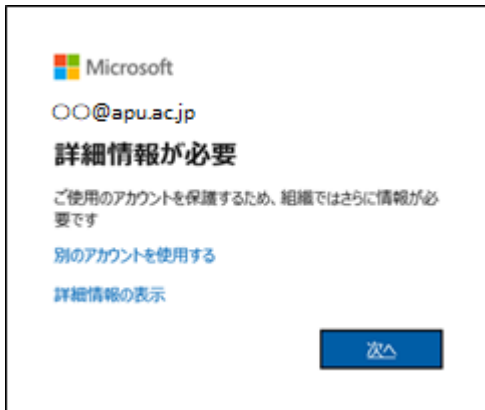 Microsoft
〇〇@apu.ac.jp
詳細情報が必要
ご使用のアカウントを保護するため、組織ではさらに情報が必
要です
別のアカウントを使用する
詳細情報の表示
次へ